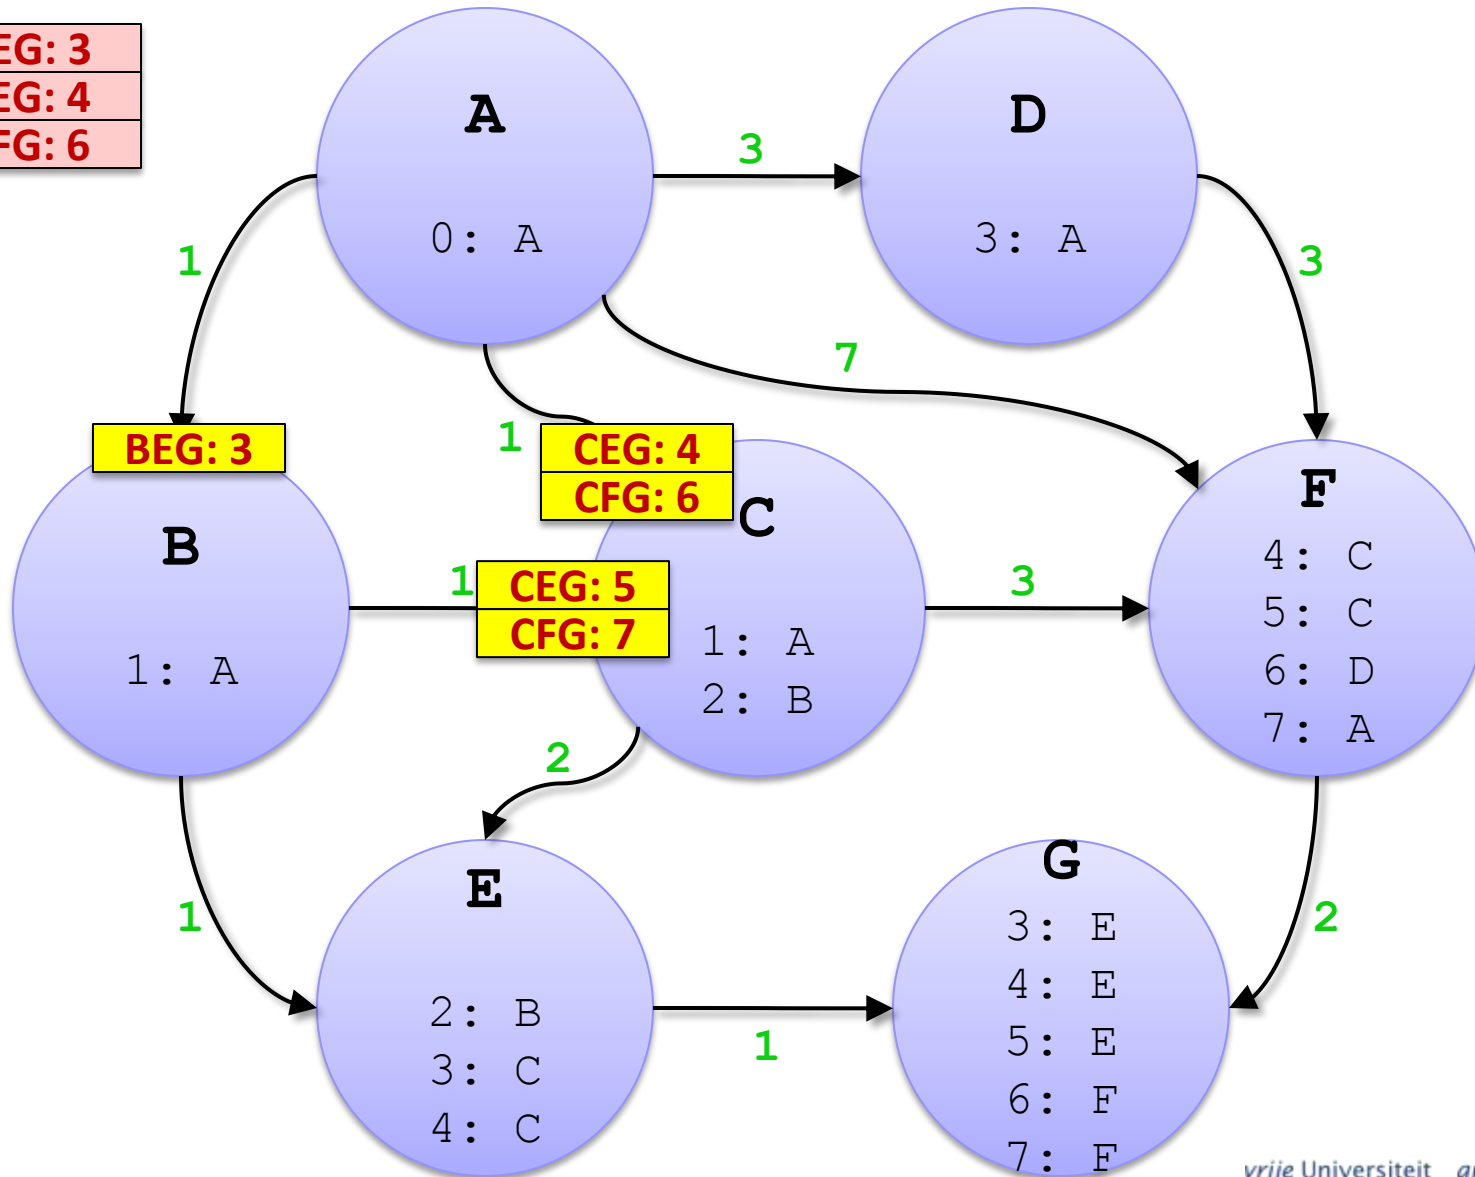 EG: 3
EG: 4
FG: 6
A
0: A
D
3: A
3
1
3
7
1
BEG: 3
CEG: 4
CFG: 6
B
1: A
1
CEG: 5
CFG: 7
C
1: A
2: B
3
F
4: C
5: C
6: D
7: A
2
1
E
2: B
3: C
4: C
1
G
3: E
4: E
5: E
6: F
7: F
2
vrije Universiteit